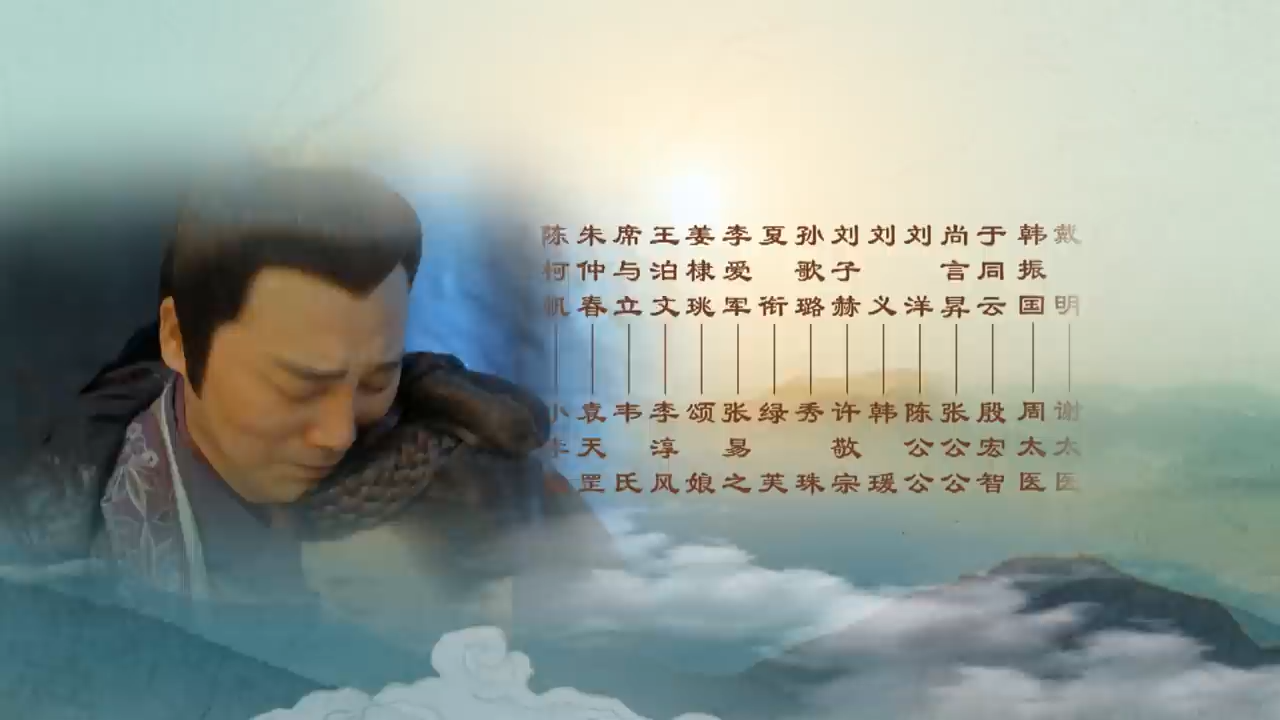 陈柯帆
朱仲春 袁天罡
席与立 韦氏
王泊文 李淳风
姜棣珧 颂娘
李爱军 张易之
夏衔 绿芙
孙歌璐 秀珠
刘子赫 许敬宗
刘义 韩瑗
刘洋 陈公公
尚言昇 张公公
于同云 殷宏智
韩振国 周太医
戴明 谢太医